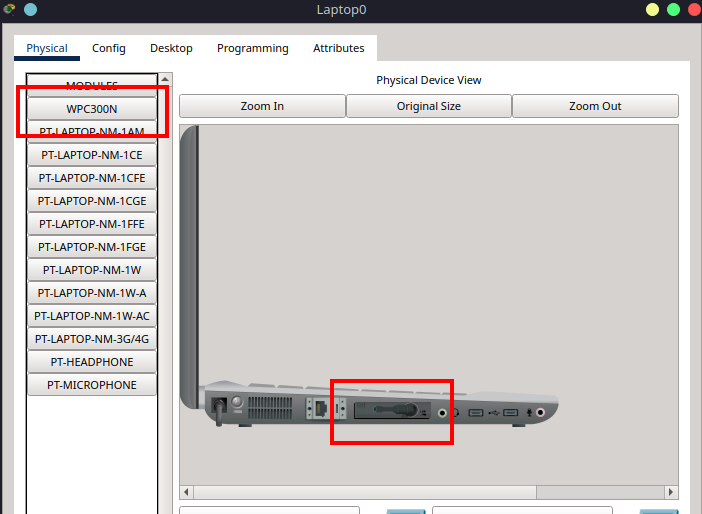 Laptop0
Physical Config Desktop Programming Attributes
MODULES
WPC300N
PT-LAPTOP-NM-1AM
PT-LAPTOP-NM-1CE
PT-LAPTOP-NM-1CFE
PT-LAPTOP-NM-1CGE
PT-LAPTOP-NM-1FFE
PT-LAPTOP-NM-1FGE
PT-LAPTOP-NM-1W
PT-LAPTOP-NM-1W-A
PT-LAPTOP-NM-1W-AC
PT-LAPTOP-NM-3G/4G
PT-HEADPHONE
PT-MICROPHONE
Physical Device View
Zoom In Original Size Zoom Out